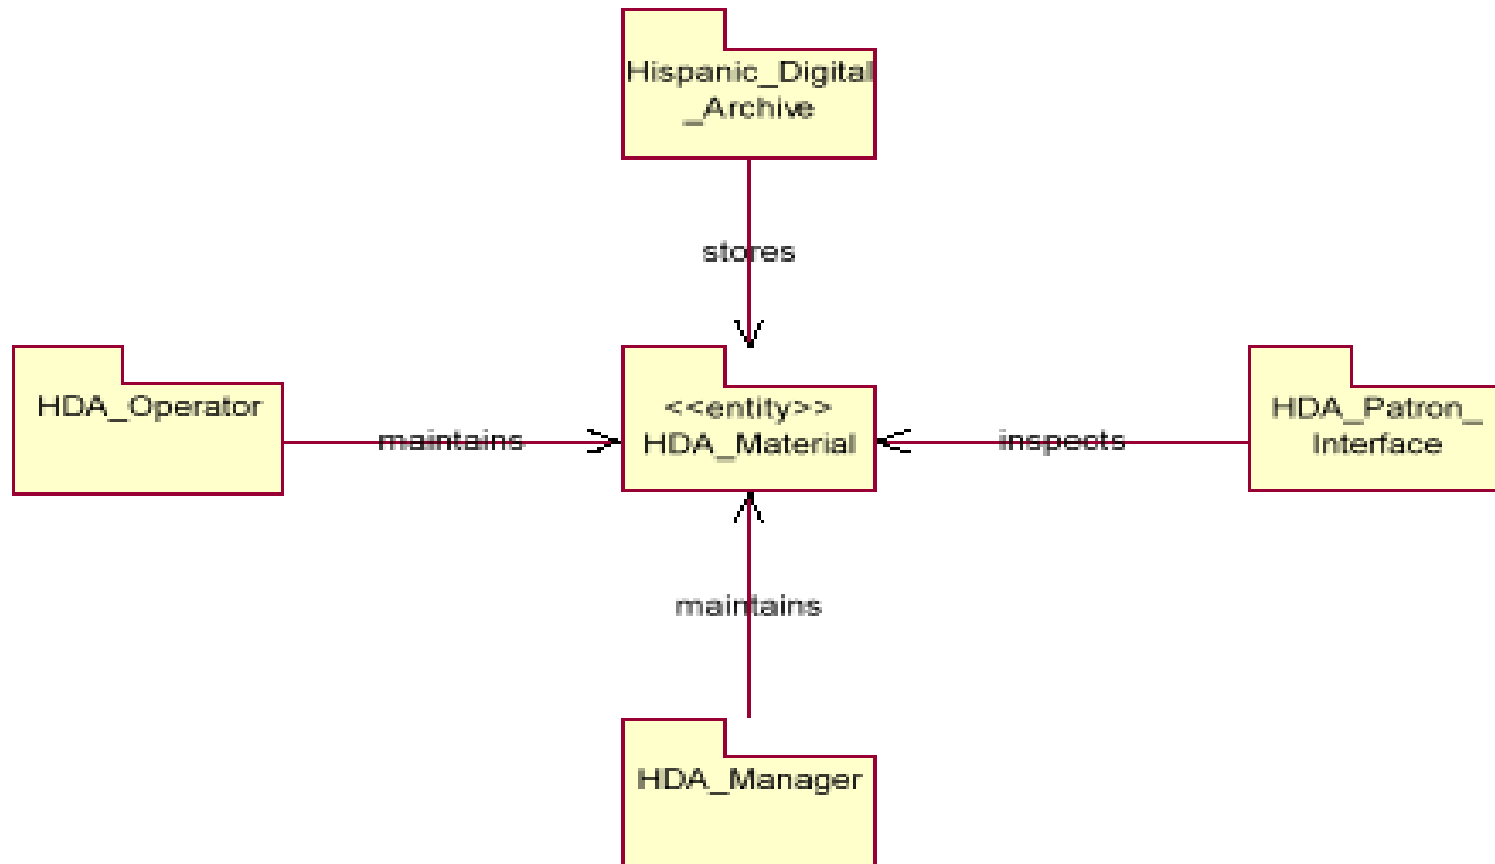 Hispanic_Digital
_Archive
stores
HDA_Operator
maintains
<<entity>>
HDA_Material
inspects
HDA_Patron_
Interface
maintains
HDA_Manager